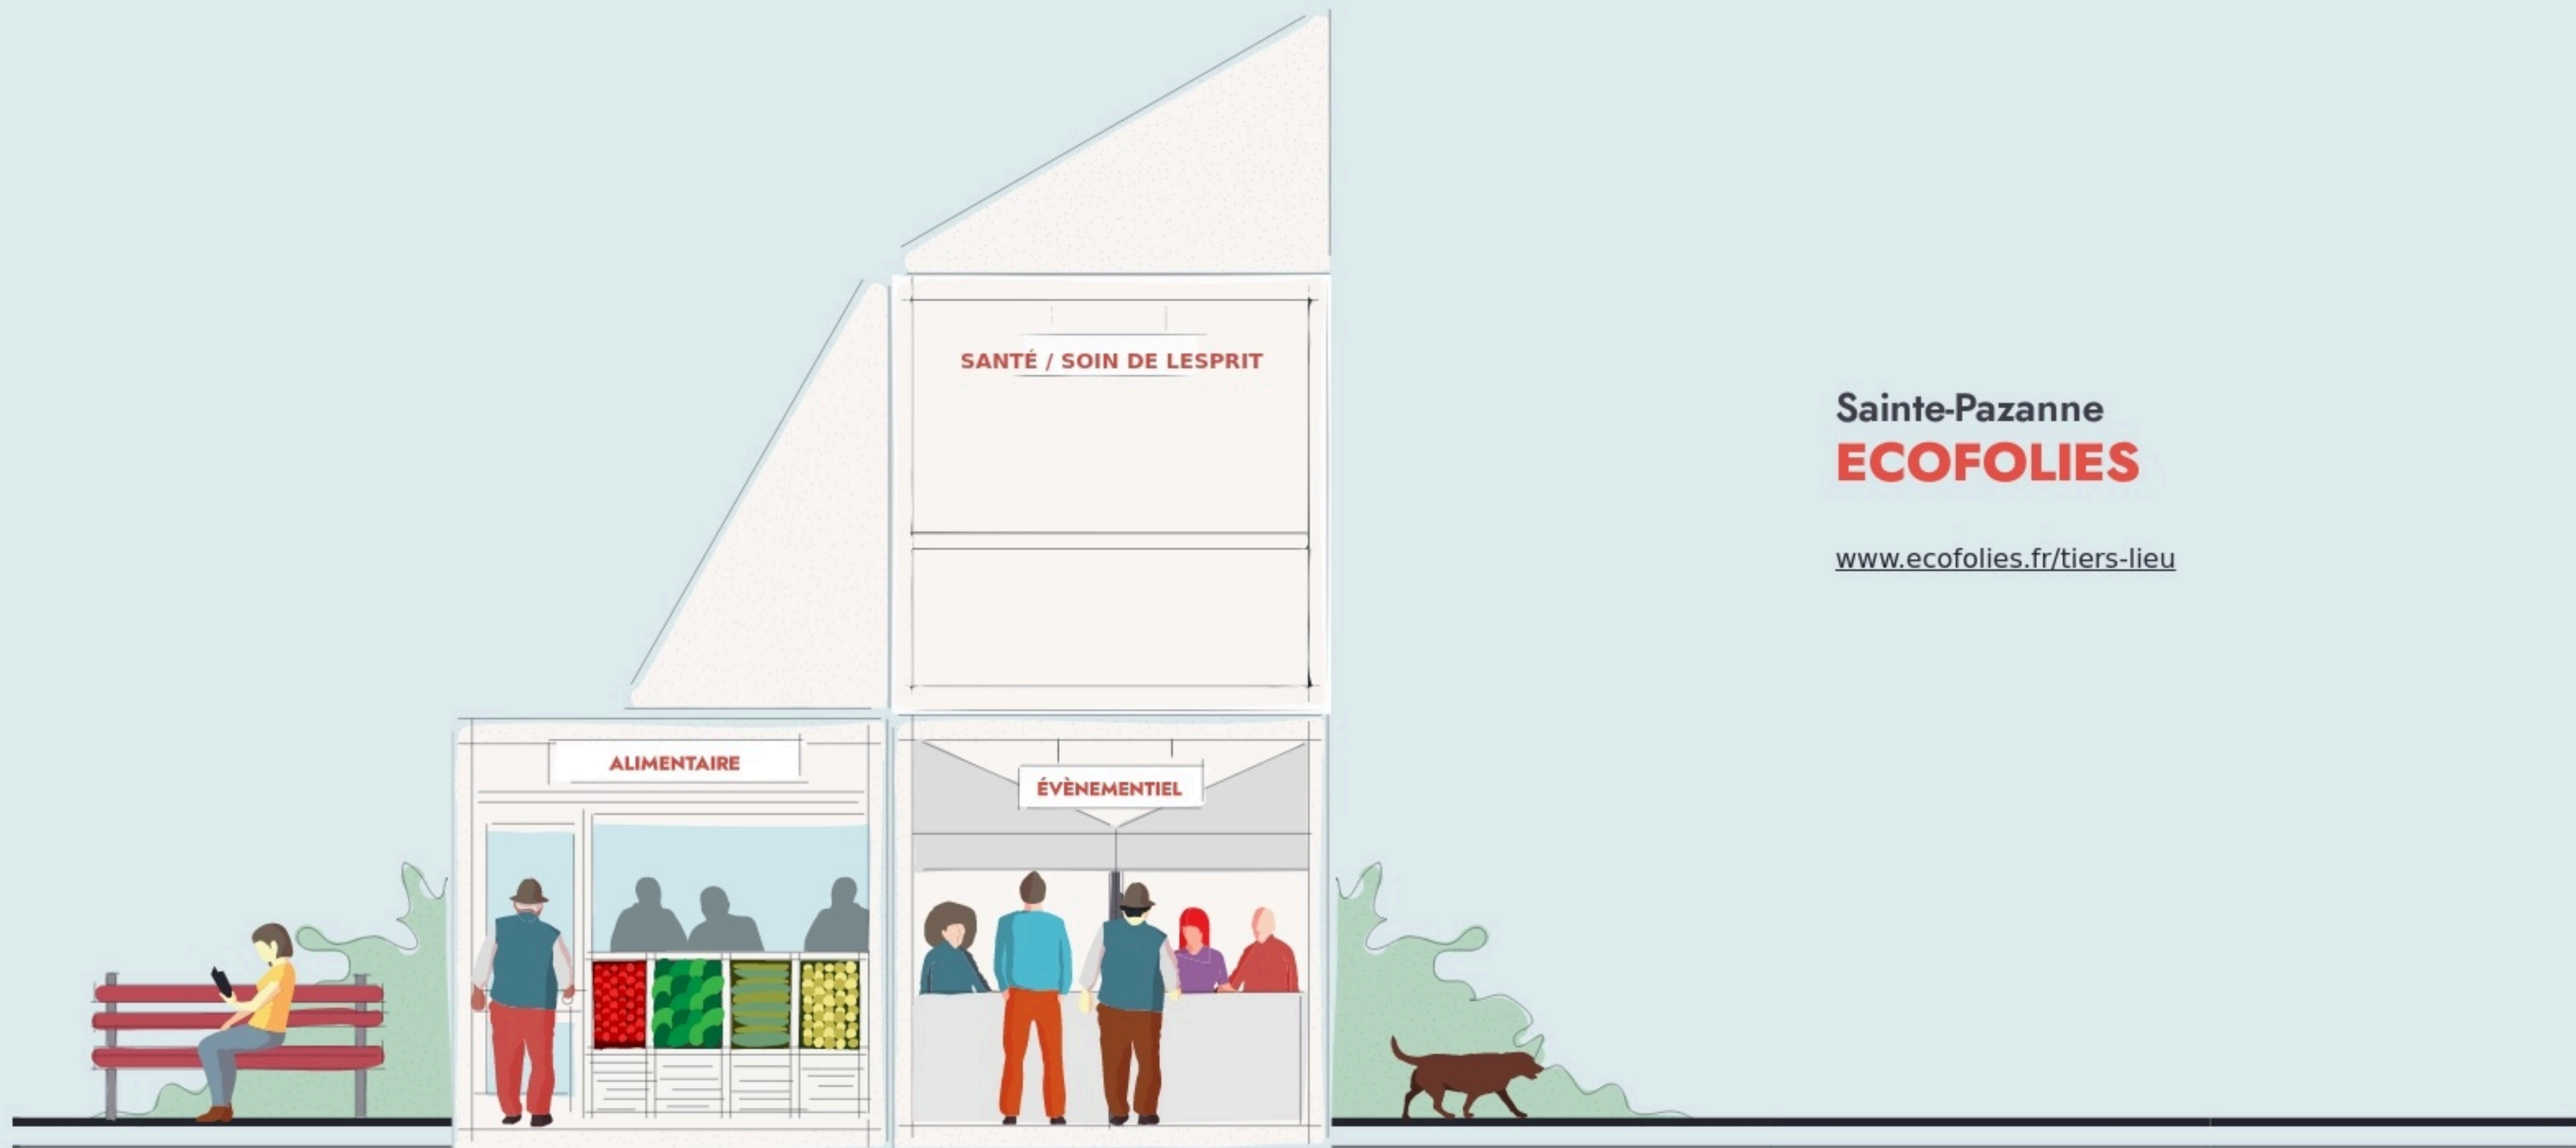 SANTÉ / SOIN DE LESPRIT
ALIMENTAIRE
ÉVÈNEMENTIEL
Sainte-Pazanne
ECOFOLIES
www.ecofolies.fr/tiers-lieu